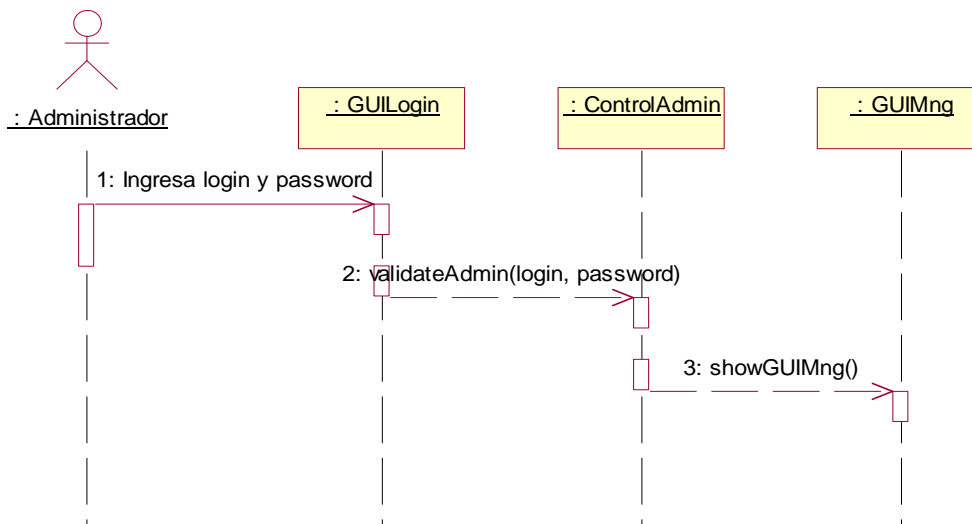 : Administrador
: GUILogin
: ControlAdmin
: GUIMng
1: Ingresa login y password
2: validateAdmin(login, password)
3: showGUIMng()